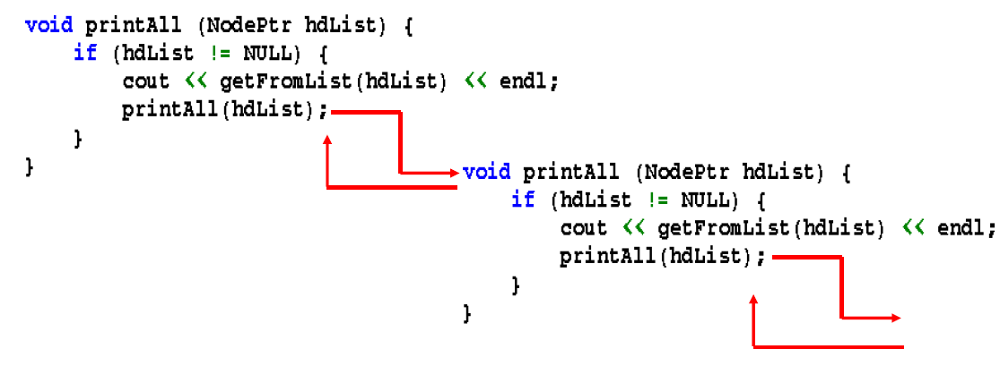 void printAll (NodePtr hdList) {
    if (hdList != NULL) {
        cout << getFromList(hdList) << endl;
        printAll(hdList);
    }
}
void printAll (NodePtr hdList) {
    if (hdList != NULL) {
        cout << getFromList(hdList) << endl;
        printAll(hdList);
    }
}